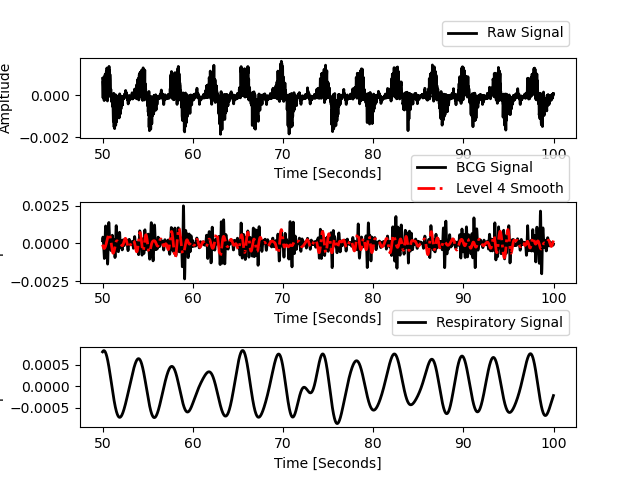 Raw Signal
Amplitude
0.000
−0.002
50 60 70 80 90 100
Time [Seconds]
BCG Signal
Level 4 Smooth
0.0025
0.0000
−0.0025
50 60 70 80 90 100
Time [Seconds]
Respiratory Signal
0.0005
0.0000
−0.0005
50 60 70 80 90 100
Time [Seconds]